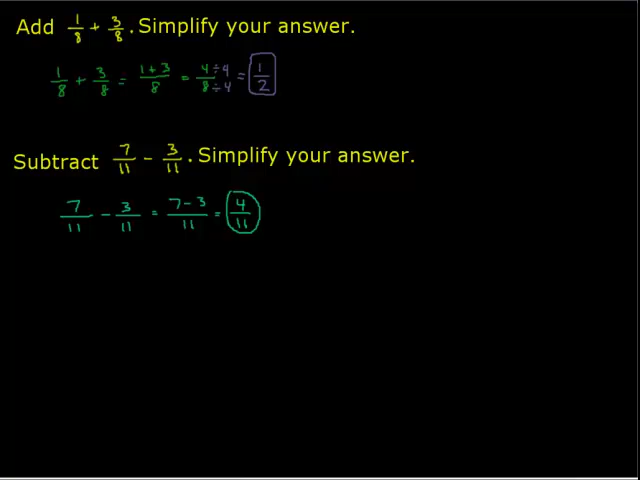 Add 1/8 + 3/8. Simplify your answer.
1/8 + 3/8 = (1+3)/8 = 4÷4/8÷4 = 1/2
Subtract 7/11 − 3/11. Simplify your answer.
7/11 − 3/11 = (7−3)/11 = 4/11